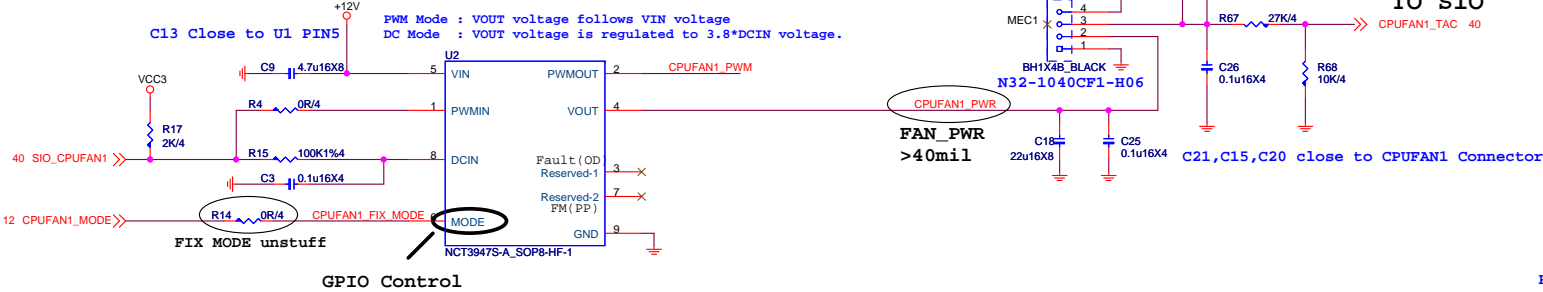 +12V
PWM Mode : VOUT voltage follows VIN voltage
DC Mode : VOUT voltage is regulated to 3.8*DCIN voltage.
C13 Close to U1 PIN5
U2
C9 4.7u16X8 5 VIN
PWMOUT 2 CPUFAN1_PWM
VCC3
R4 0R/4 1 PWMIN
VOUT 4 CPUFAN1_PWR
R17
2K/4
FAN_PWR
>40mil
40 SIO_CPUFAN1
R15 100K1%4 8 DCIN
C3 0.1u16X4
Fault(OD)
Reserved-1 3
Reserved-2 7
FM(PP)
12 CPUFAN1_MODE
R14 0R/4 CPUFAN1_FIX_MODE
MODE
FIX MODE unstuff
GND 9
NCT3947S-A_SOP8-HF-1
GPIO Control
MEC1
4
3
2
1
BH1X4B_BLACK
N32-1040CF1-H06
R67 27K/4
CPUFAN1_TAC 40
C26
0.1u16X4
R68
10K/4
C18
22u16X8
C25
0.1u16X4
C21,C15,C20 close to CPUFAN1 Connector